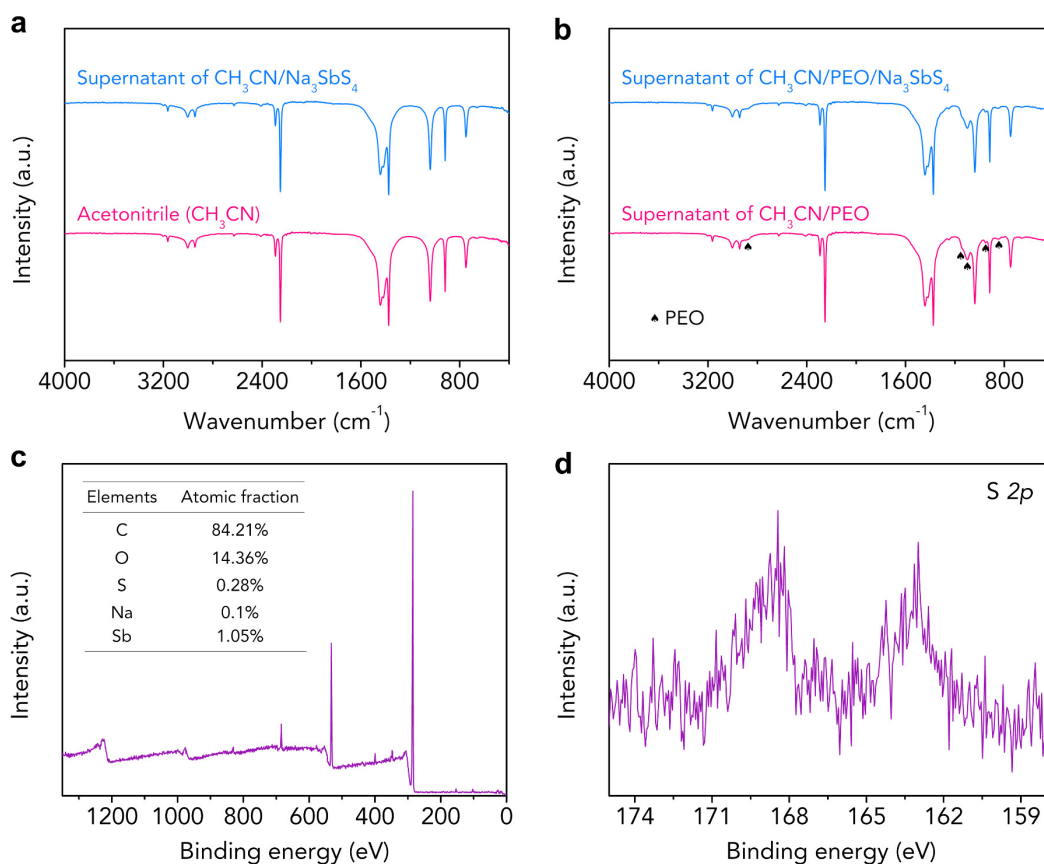 a
Supernatant of CH₃CN/Na₃SbS₄
Acetonitrile (CH₃CN)
Intensity (a.u.)
4000 3200 2400 1600 800
Wavenumber (cm⁻¹)
b
Supernatant of CH₃CN/PEO/Na₃SbS₄
Supernatant of CH₃CN/PEO
♠ PEO
Intensity (a.u.)
4000 3200 2400 1600 800
Wavenumber (cm⁻¹)
c
Elements Atomic fraction
C 84.21%
O 14.36%
S 0.28%
Na 0.1%
Sb 1.05%
Intensity (a.u.)
1200 1000 800 600 400 200 0
Binding energy (eV)
d
S 2p
Intensity (a.u.)
174 171 168 165 162 159
Binding energy (eV)